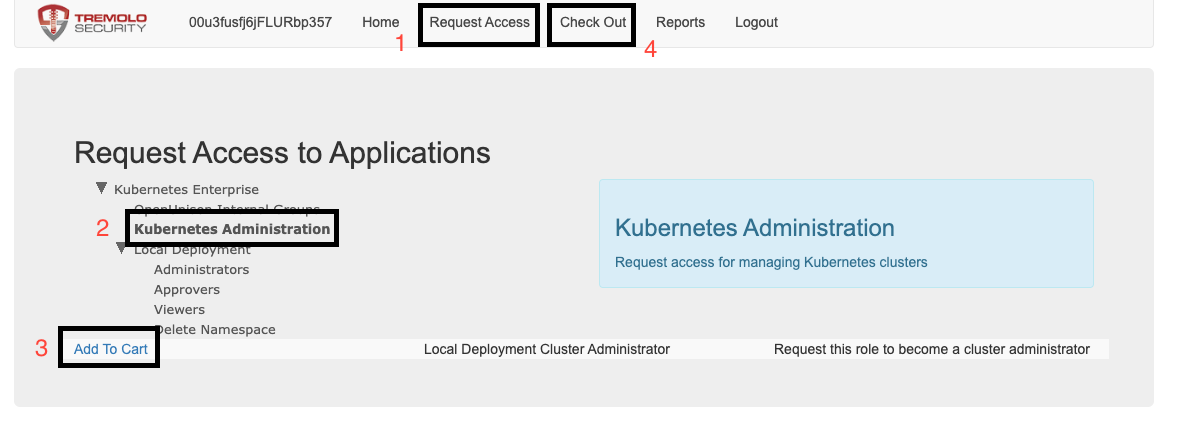 TREMOLO SECURITY 00u3fusfj6jFLURbp357 Home Request Access Check Out Reports Logout
1 4
Request Access to Applications
Kubernetes Enterprise
OpenUnison Internal Groups
2 Kubernetes Administration
Local Deployment
Administrators
Approvers
Viewers
Delete Namespace
Kubernetes Administration
Request access for managing Kubernetes clusters
3 Add To Cart Local Deployment Cluster Administrator Request this role to become a cluster administrator